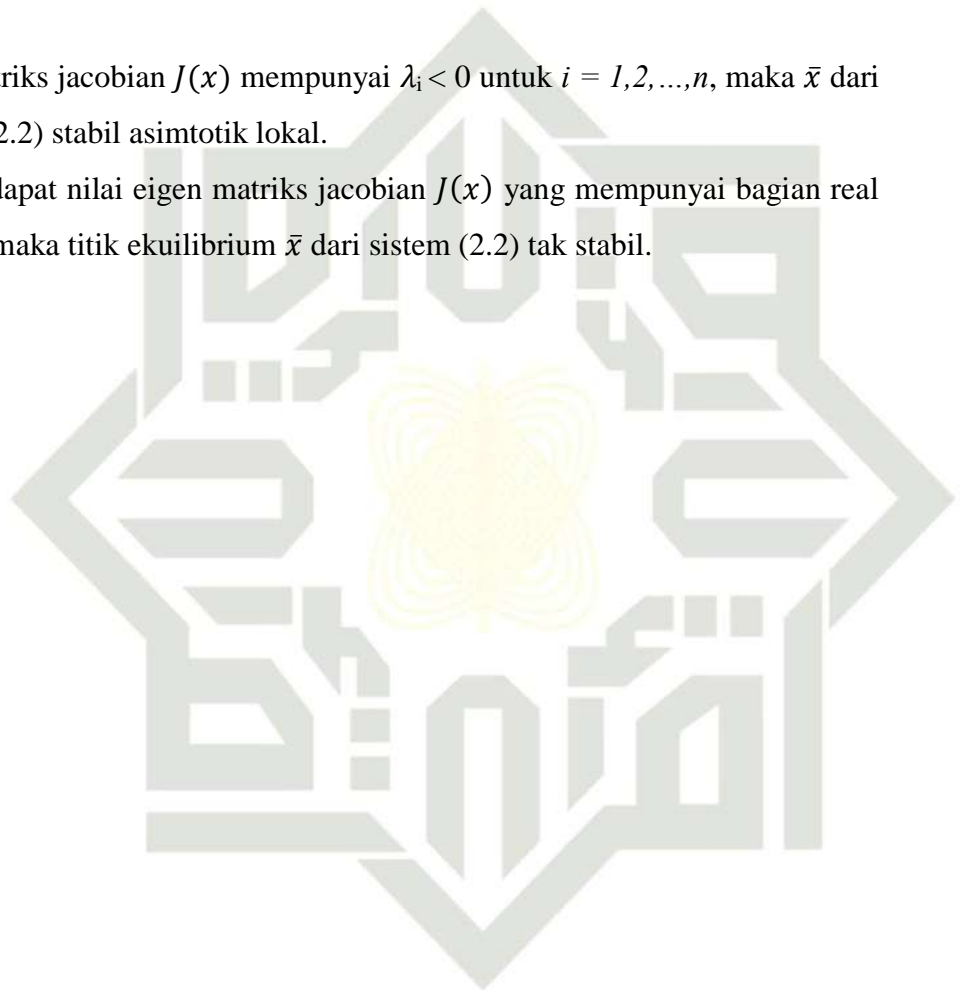 triks jacobian J(x) mempunyai λi < 0 untuk i = 1,2,…,n, maka x̄ dari
2.2) stabil asimtotik lokal.
dapat nilai eigen matriks jacobian J(x) yang mempunyai bagian real
maka titik ekuilibrium x̄ dari sistem (2.2) tak stabil.